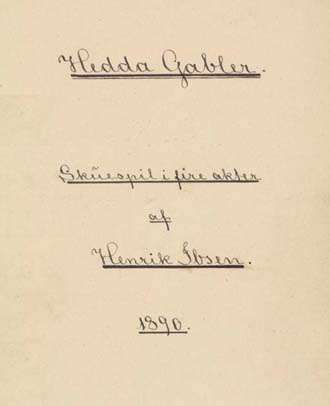 Hedda Gabler.
Skuespil i fire akter
af
Henrik Ibsen.
1890.